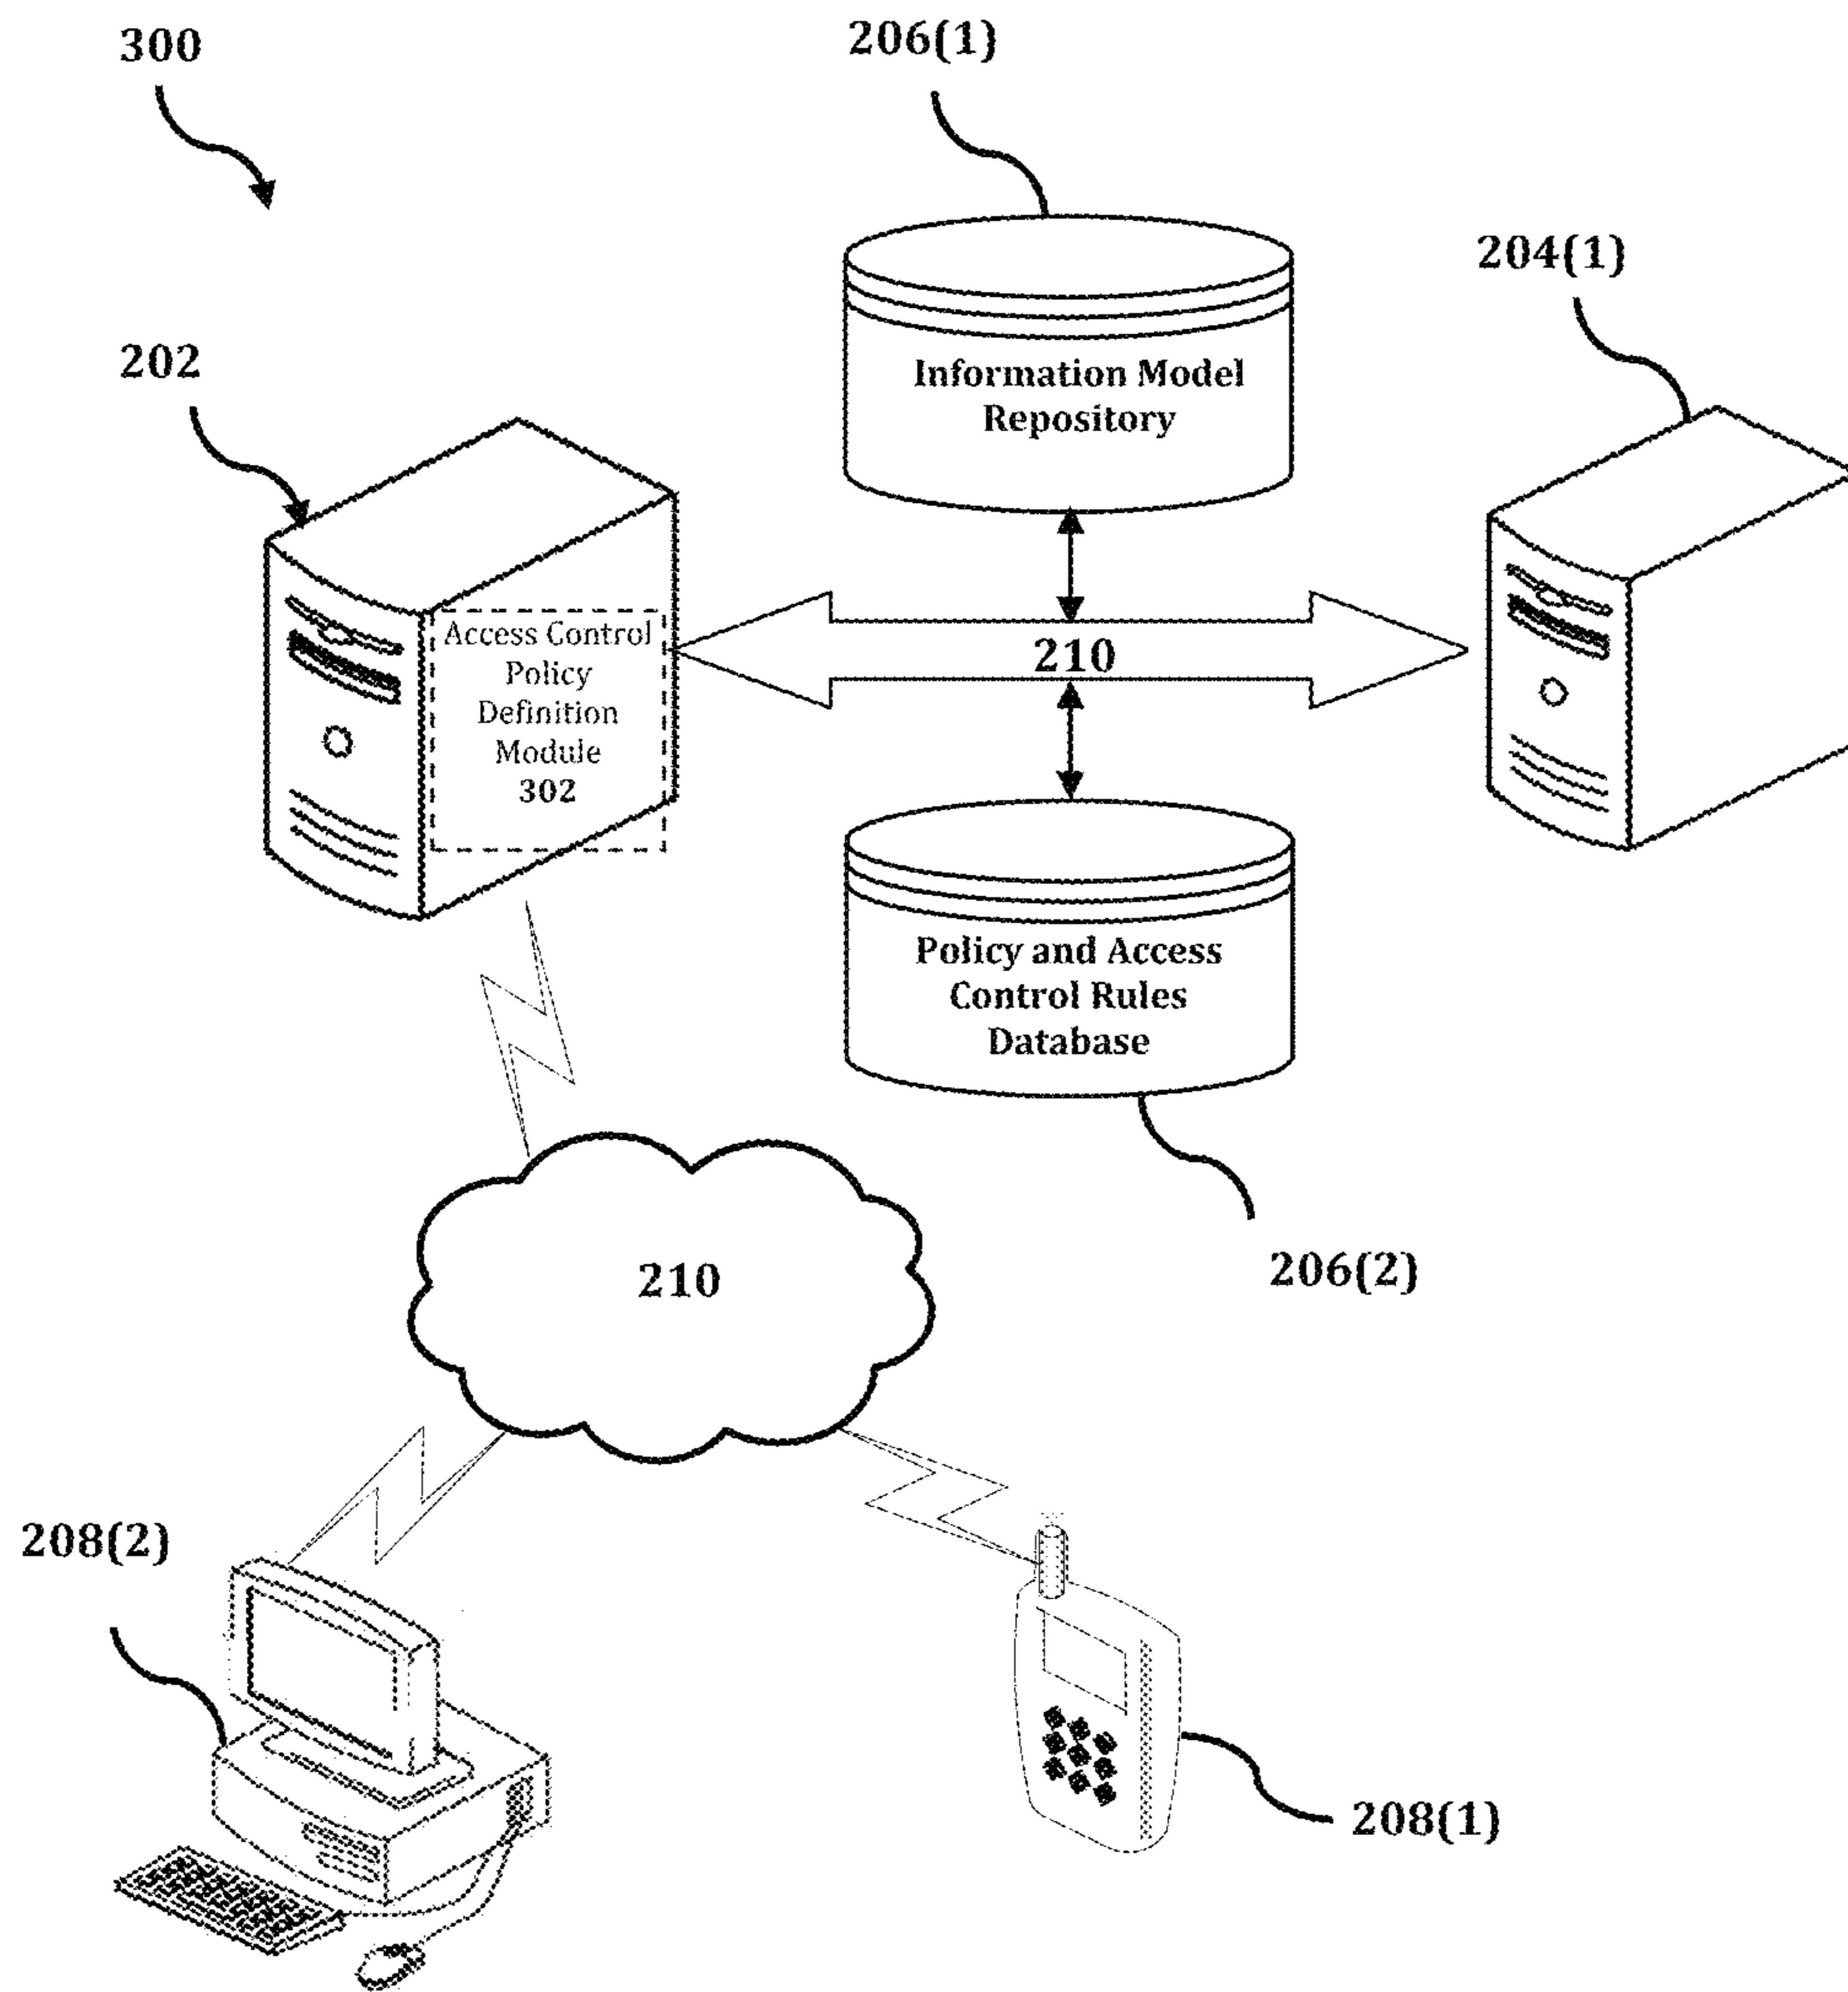 300
206(1)
204(1)
202
Information Model
Repository
Access Control
Policy
Definition
Module
302
210
Policy and Access
Control Rules
Database
206(2)
210
208(2)
208(1)